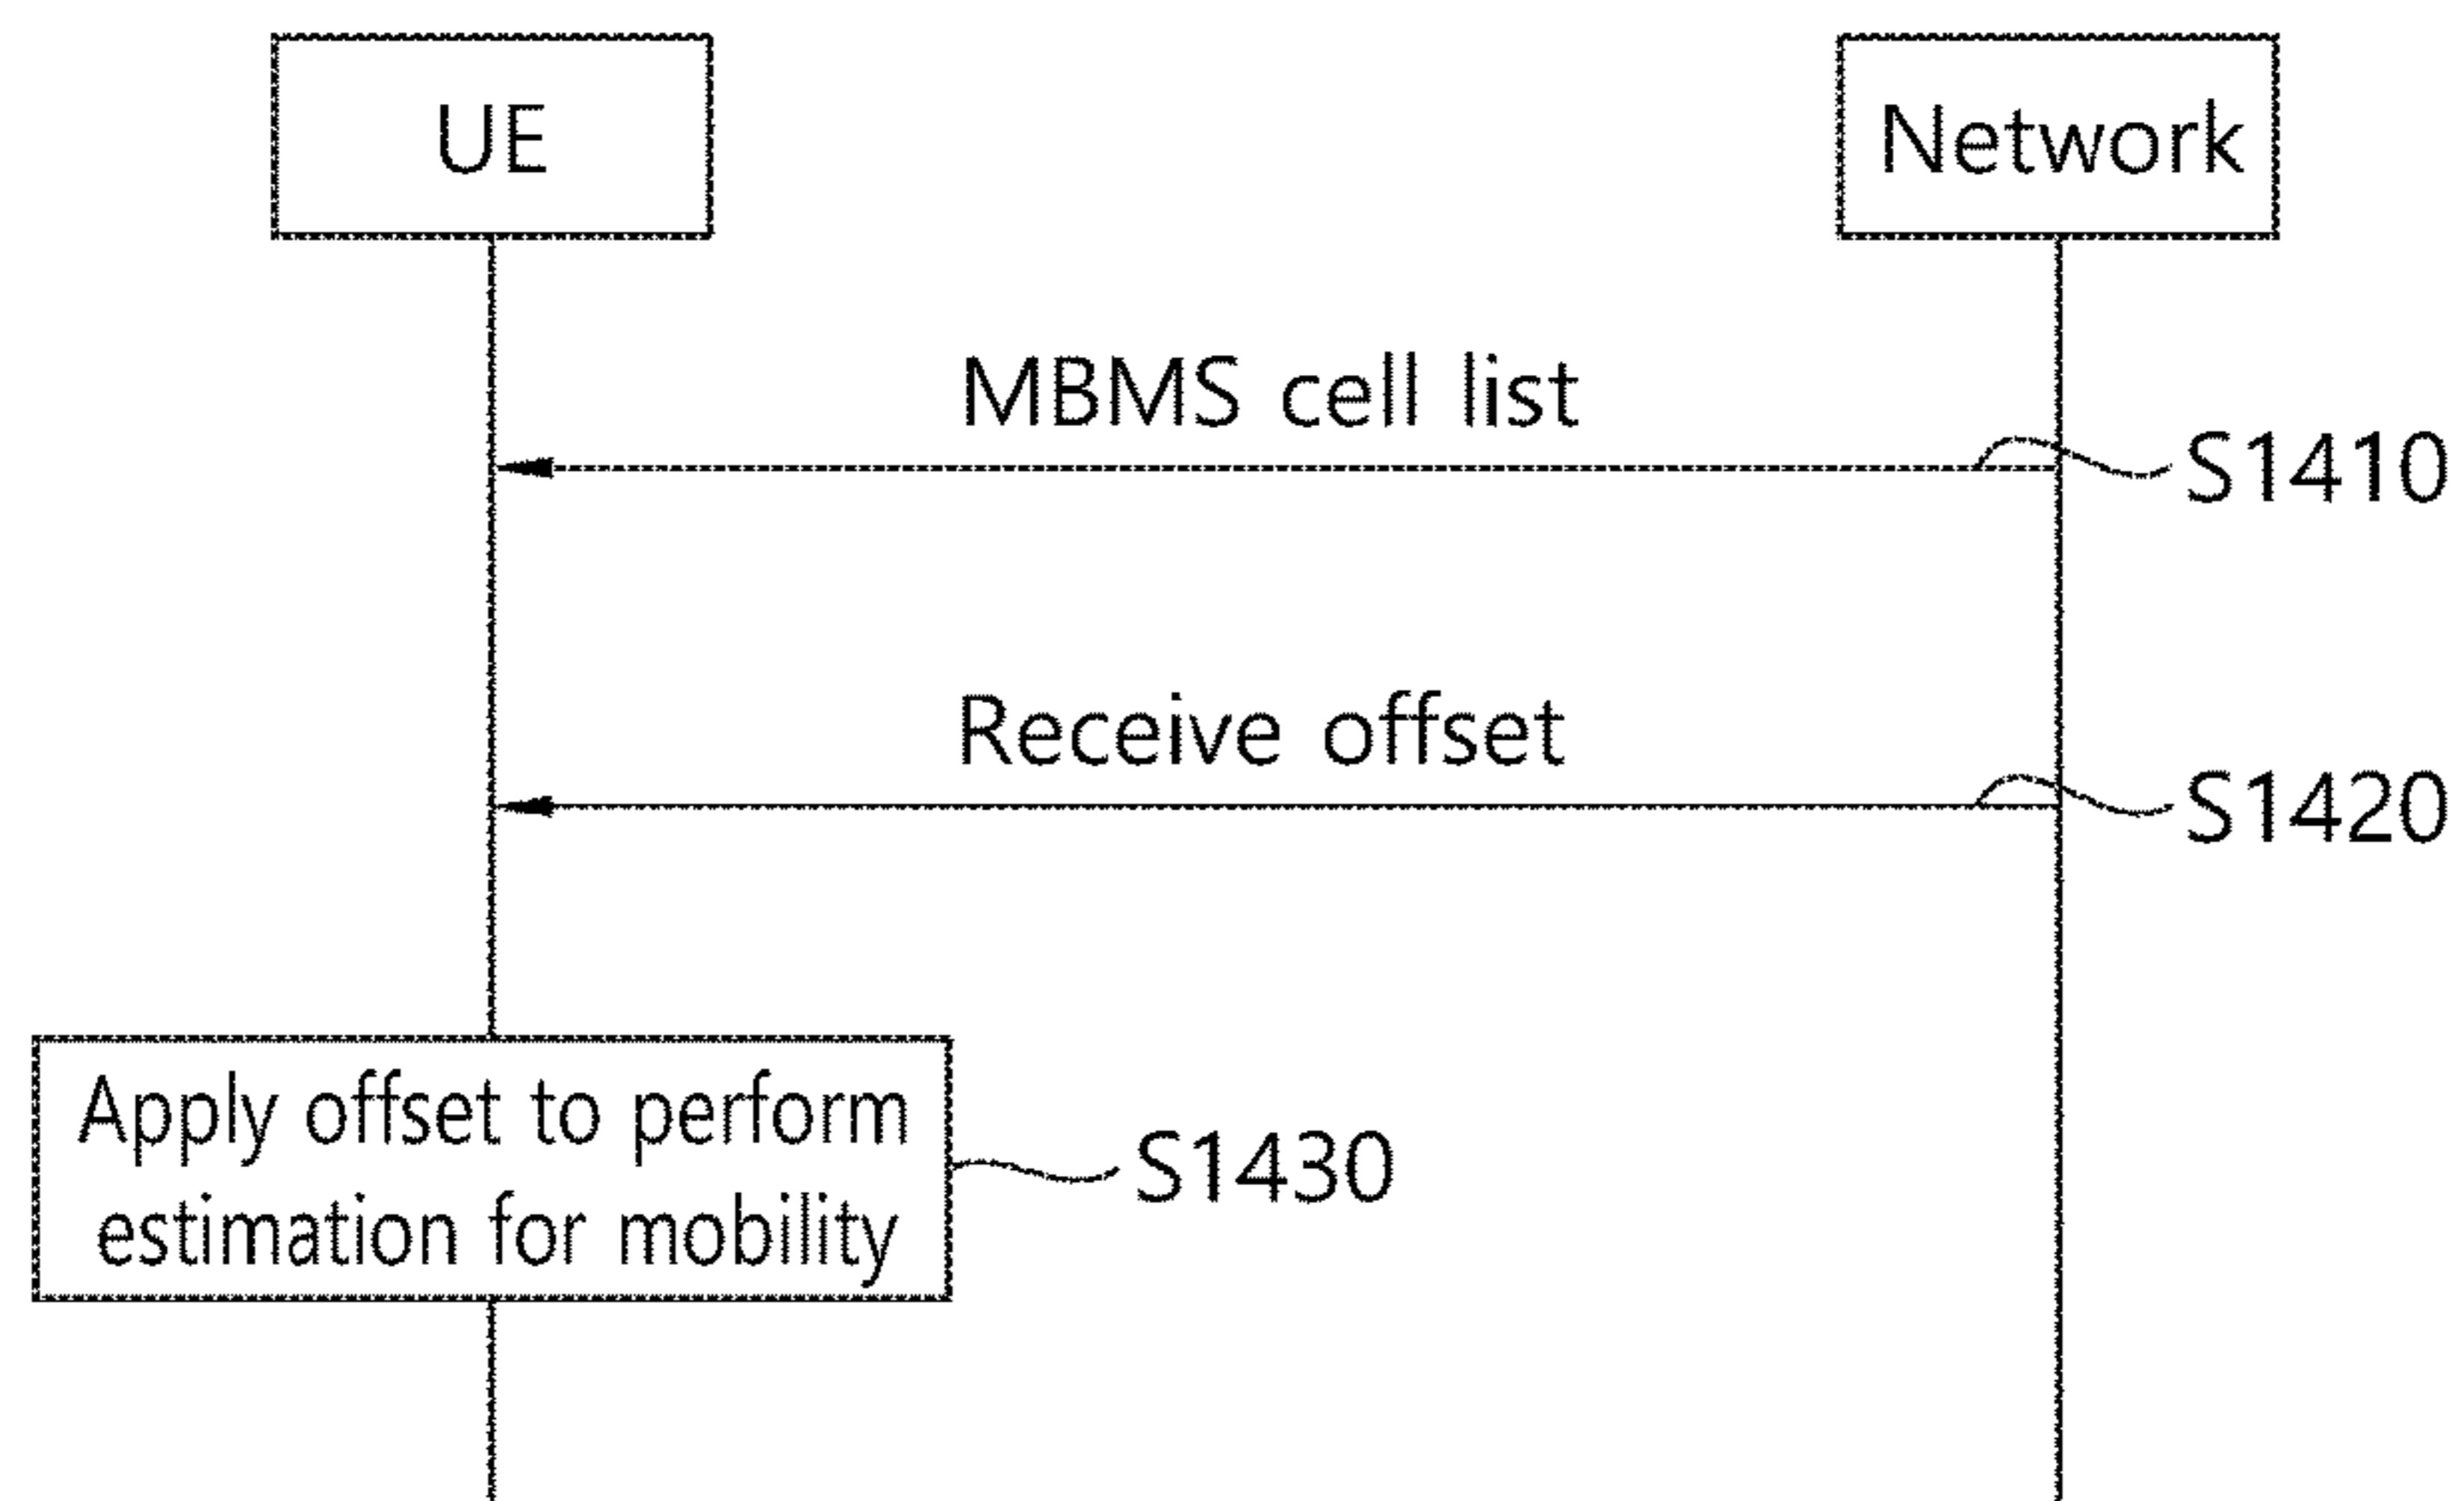 UE
Network
MBMS cell list
S1410
Receive offset
S1420
Apply offset to perform
estimation for mobility
S1430